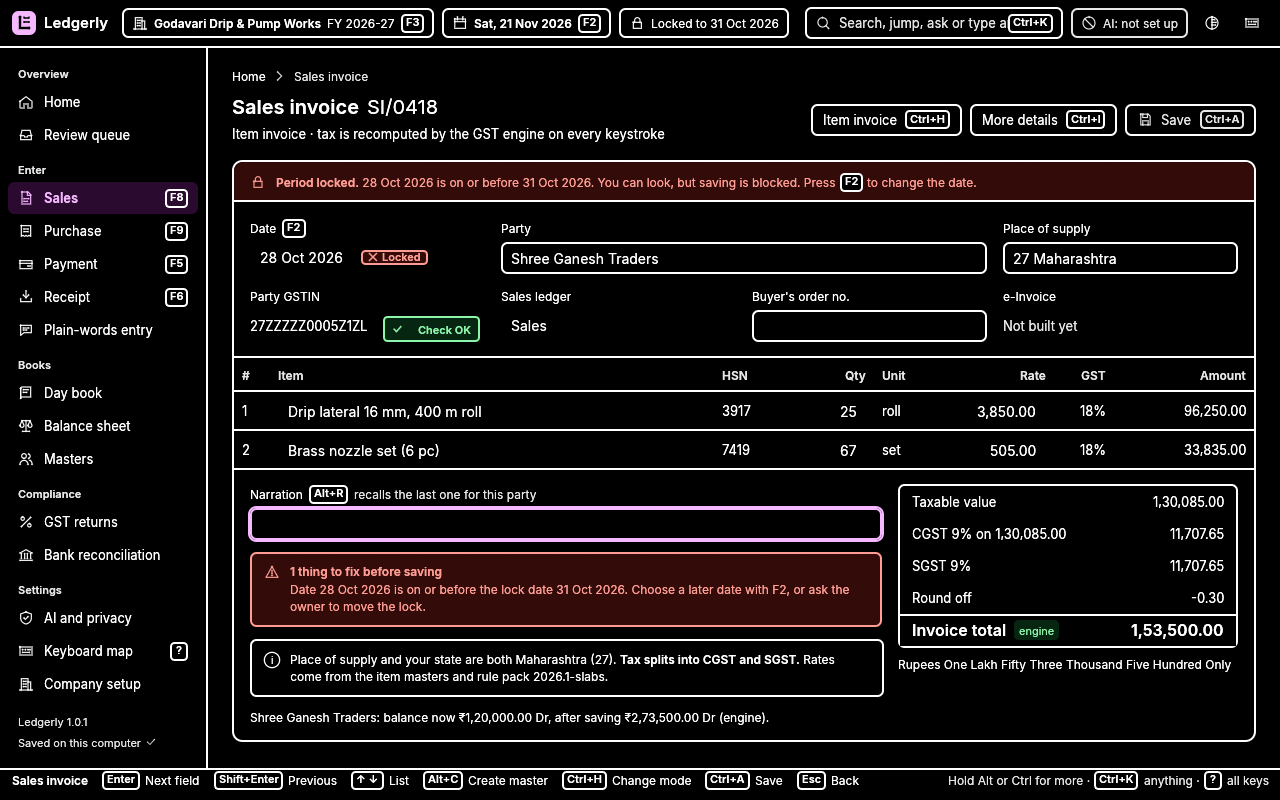 Ledgerly
Godavari Drip & Pump Works FY 2026-27 F3
Sat, 21 Nov 2026 F2
Locked to 31 Oct 2026
Search, jump, ask or type a Ctrl+K
AI: not set up
Overview
Home
Review queue
Enter
Sales F8
Purchase F9
Payment F5
Receipt F6
Plain-words entry
Books
Day book
Balance sheet
Masters
Compliance
GST returns
Bank reconciliation
Settings
AI and privacy
Keyboard map ?
Company setup
Ledgerly 1.0.1
Saved on this computer
Home Sales invoice
Sales invoice SI/0418
Item invoice · tax is recomputed by the GST engine on every keystroke
Item invoice Ctrl+H
More details Ctrl+I
Save Ctrl+A
Period locked. 28 Oct 2026 is on or before 31 Oct 2026. You can look, but saving is blocked. Press F2 to change the date.
Date F2
28 Oct 2026 Locked
Party
Shree Ganesh Traders
Place of supply
27 Maharashtra
Party GSTIN
27ZZZZZ0005Z1ZL Check OK
Sales ledger
Sales
Buyer's order no.
e-Invoice
Not built yet
# Item HSN Qty Unit Rate GST Amount
1 Drip lateral 16 mm, 400 m roll 3917 25 roll 3,850.00 18% 96,250.00
2 Brass nozzle set (6 pc) 7419 67 set 505.00 18% 33,835.00
Narration Alt+R recalls the last one for this party
1 thing to fix before saving
Date 28 Oct 2026 is on or before the lock date 31 Oct 2026. Choose a later date with F2, or ask the
owner to move the lock.
Place of supply and your state are both Maharashtra (27). Tax splits into CGST and SGST. Rates
come from the item masters and rule pack 2026.1-slabs.
Shree Ganesh Traders: balance now ₹1,20,000.00 Dr, after saving ₹2,73,500.00 Dr (engine).
Taxable value 1,30,085.00
CGST 9% on 1,30,085.00 11,707.65
SGST 9% 11,707.65
Round off -0.30
Invoice total engine 1,53,500.00
Rupees One Lakh Fifty Three Thousand Five Hundred Only
Sales invoice Enter Next field Shift+Enter Previous ↑ ↓ List Alt+C Create master Ctrl+H Change mode Ctrl+A Save Esc Back
Hold Alt or Ctrl for more · Ctrl+K anything · ? all keys